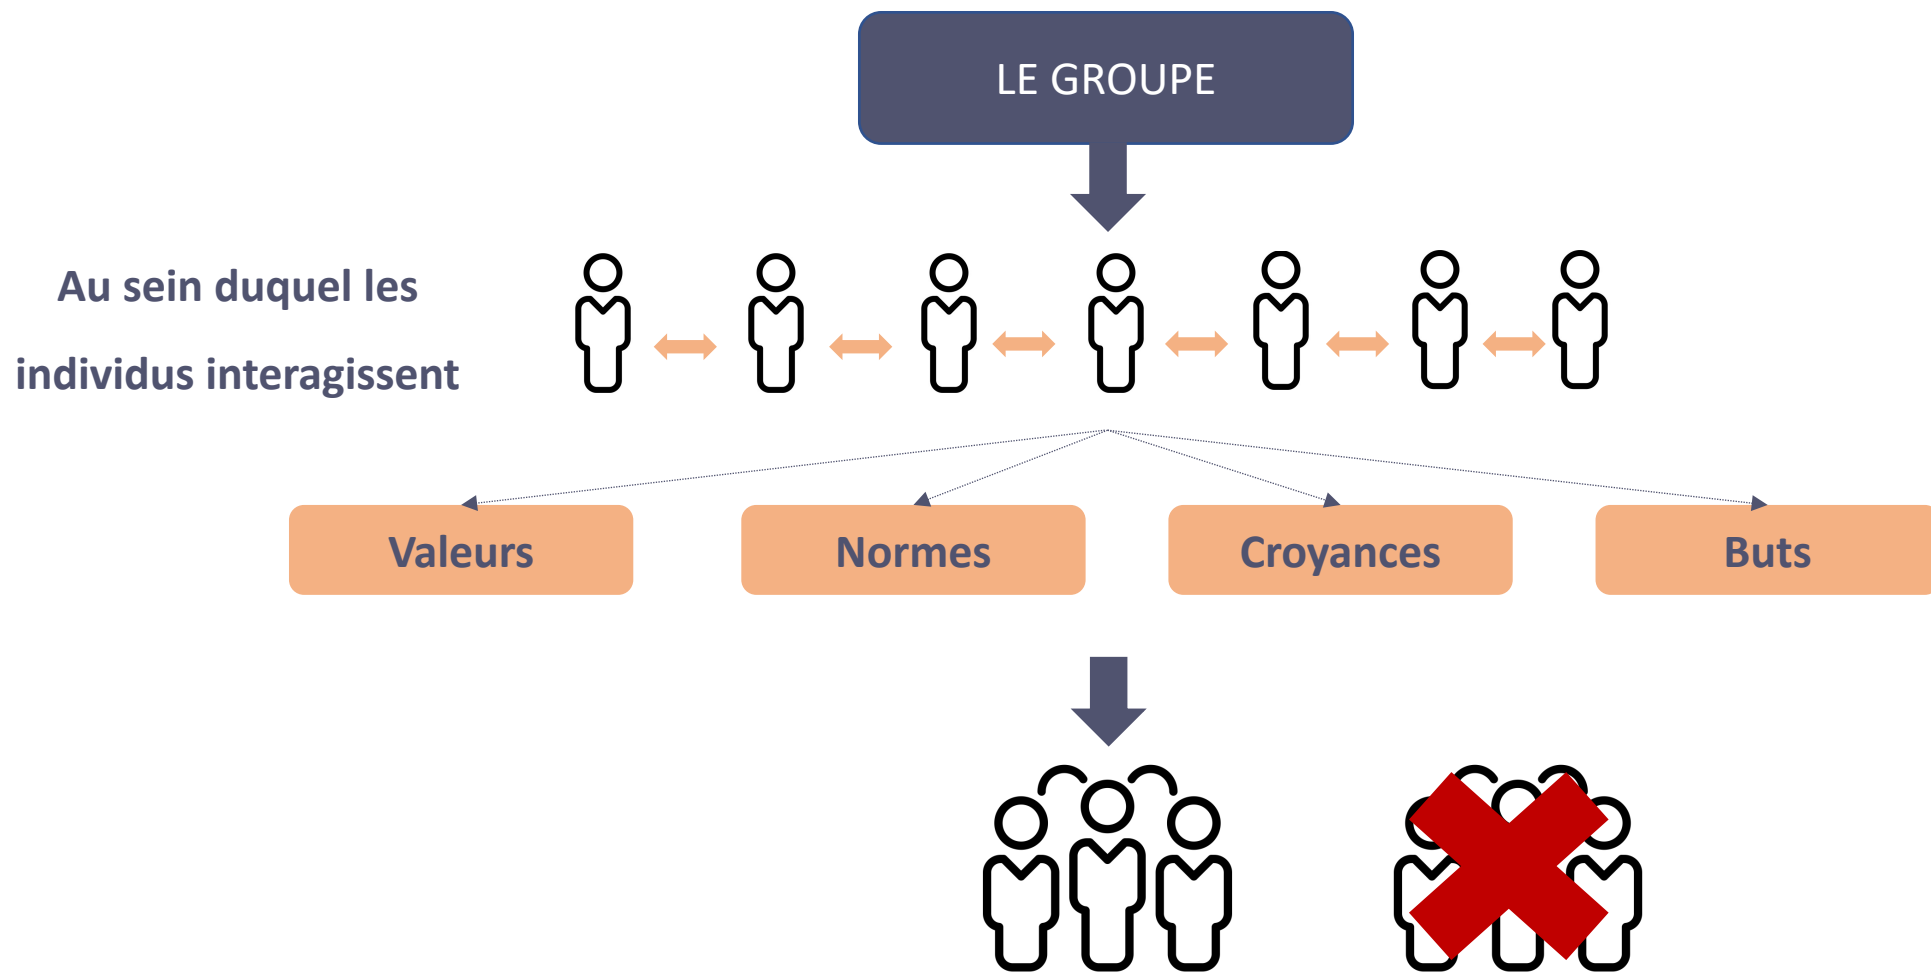 LE GROUPE
Au sein duquel les
individus interagissent
Valeurs
Normes
Croyances
Buts